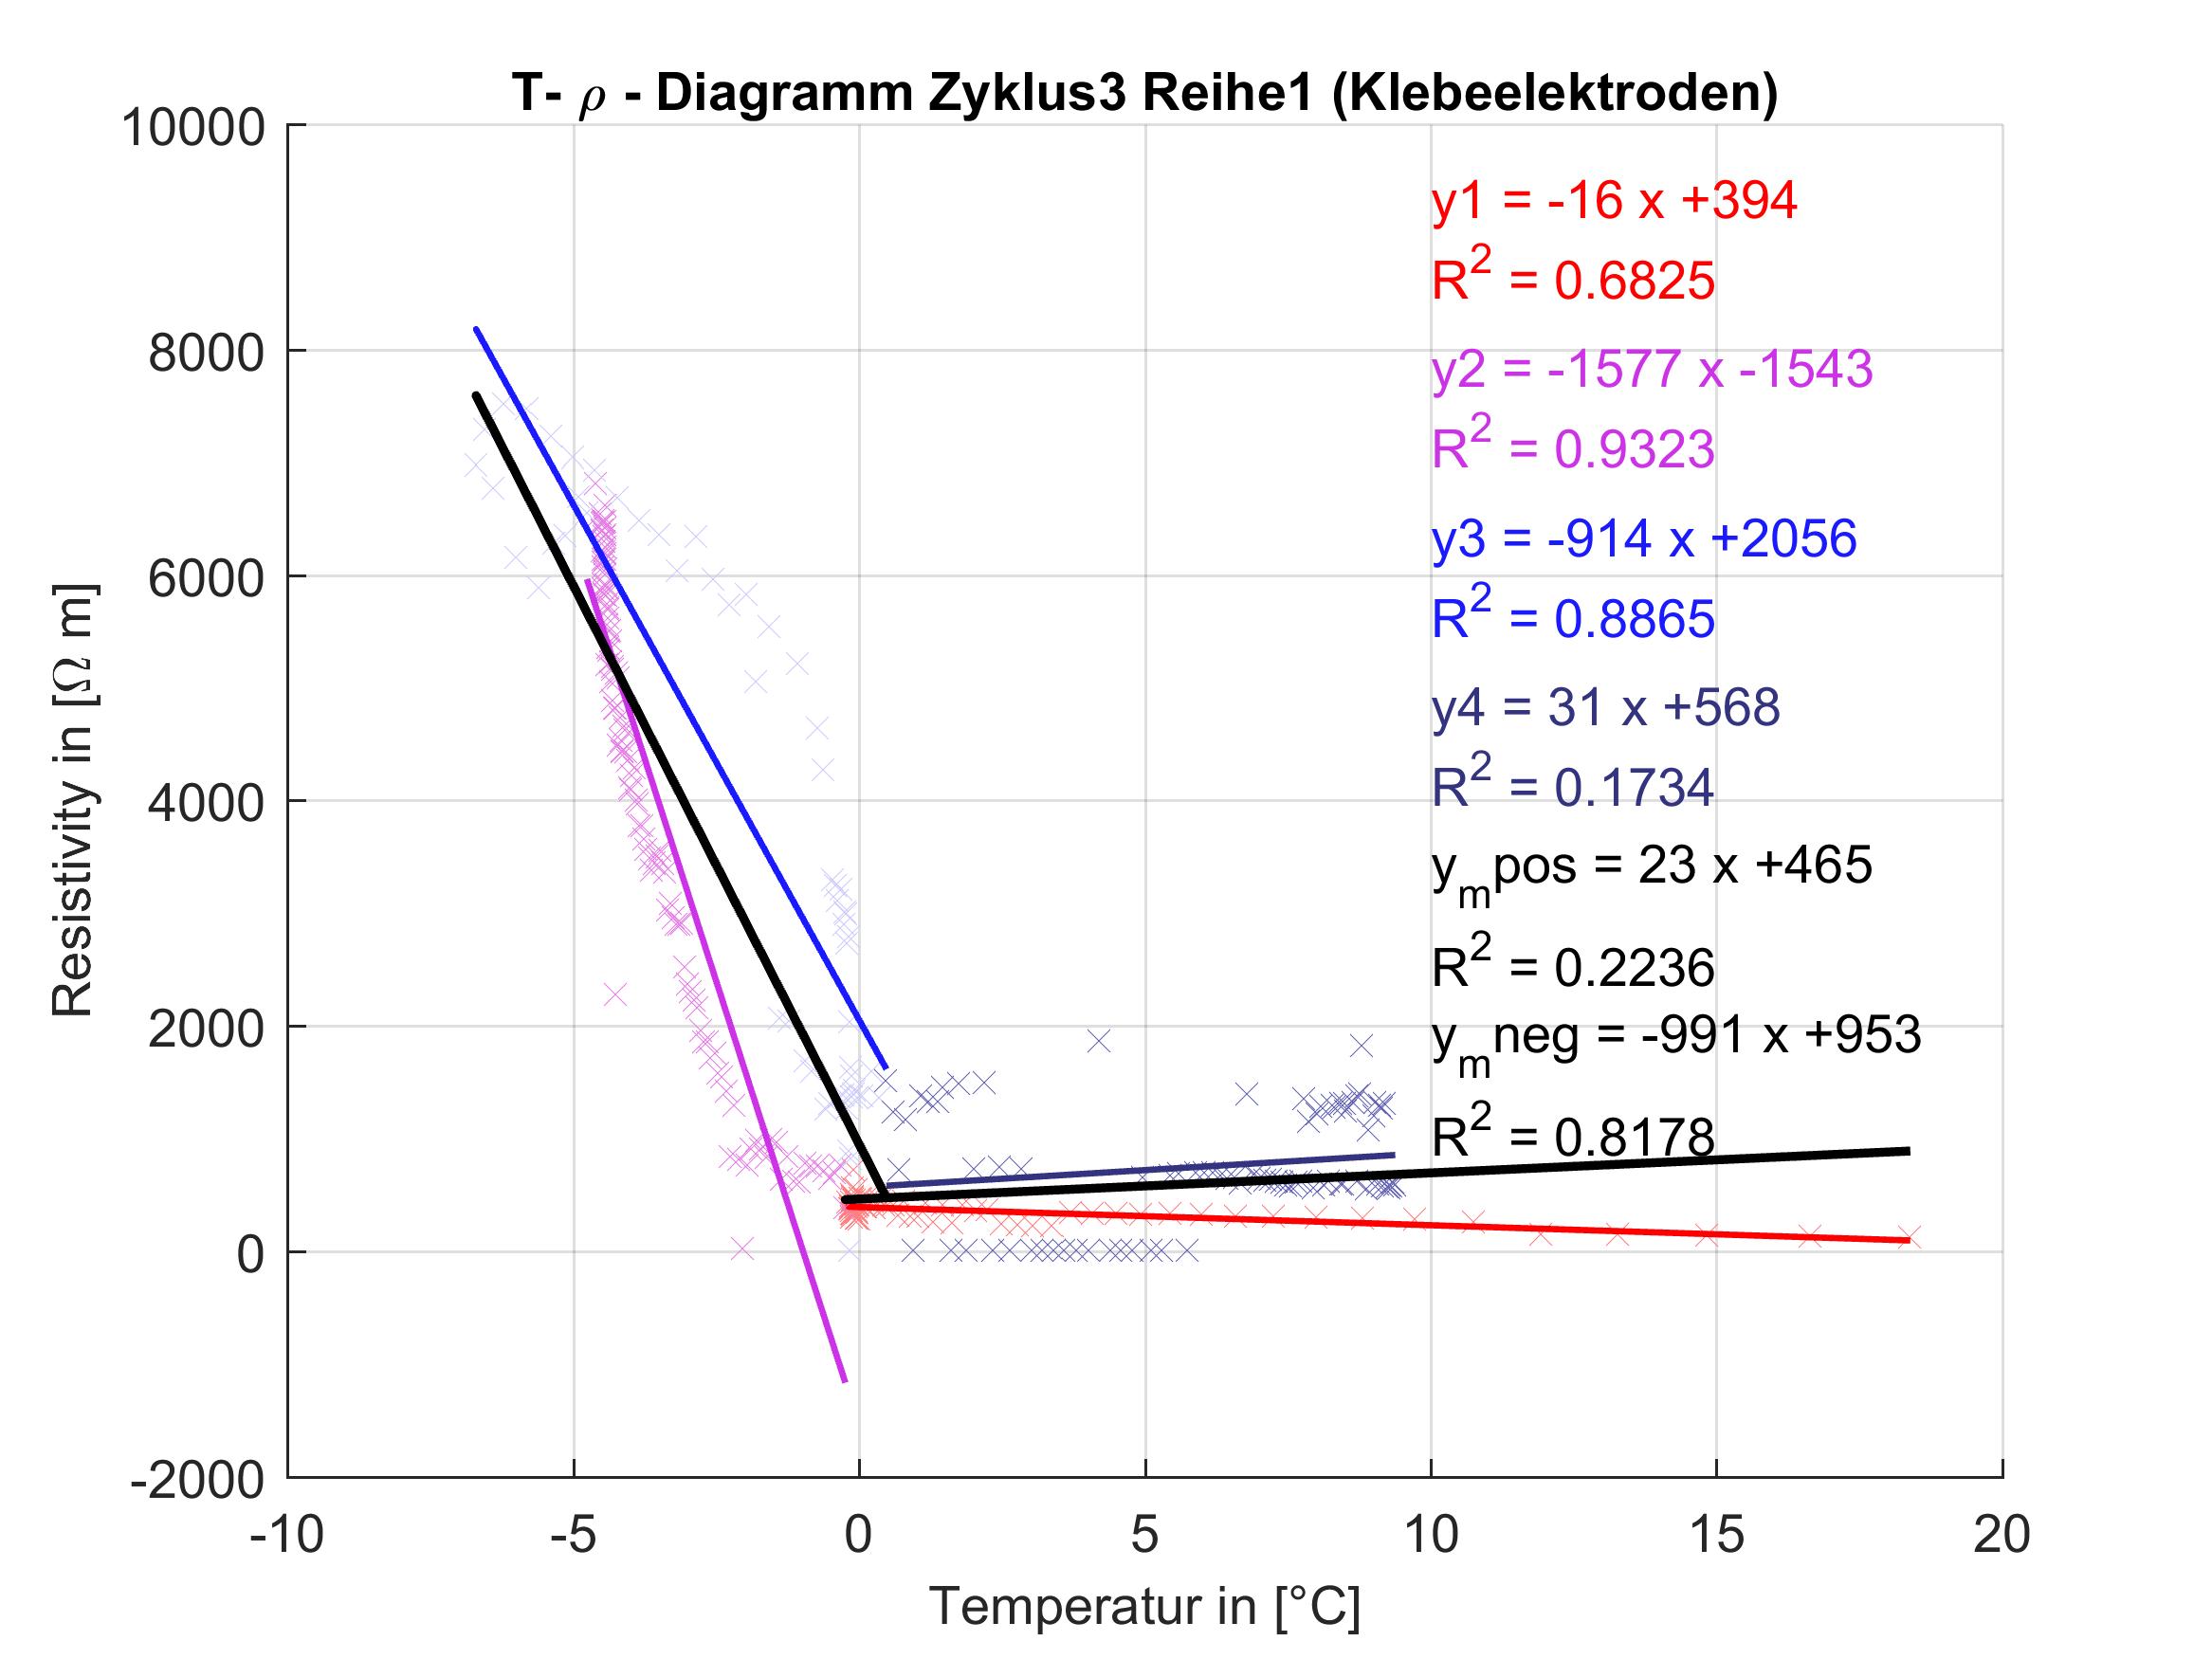 T- ρ - Diagramm Zyklus3 Reihe1 (Klebeelektroden)
10000
8000
6000
4000
2000
0
-2000
Resistivity in [Ω m]
y1 = -16 x +394
R² = 0.6825
y2 = -1577 x -1543
R² = 0.9323
y3 = -914 x +2056
R² = 0.8865
y4 = 31 x +568
R² = 0.1734
yₘpos = 23 x +465
R² = 0.2236
yₘneg = -991 x +953
R² = 0.8178
-10 -5 0 5 10 15 20
Temperatur in [°C]